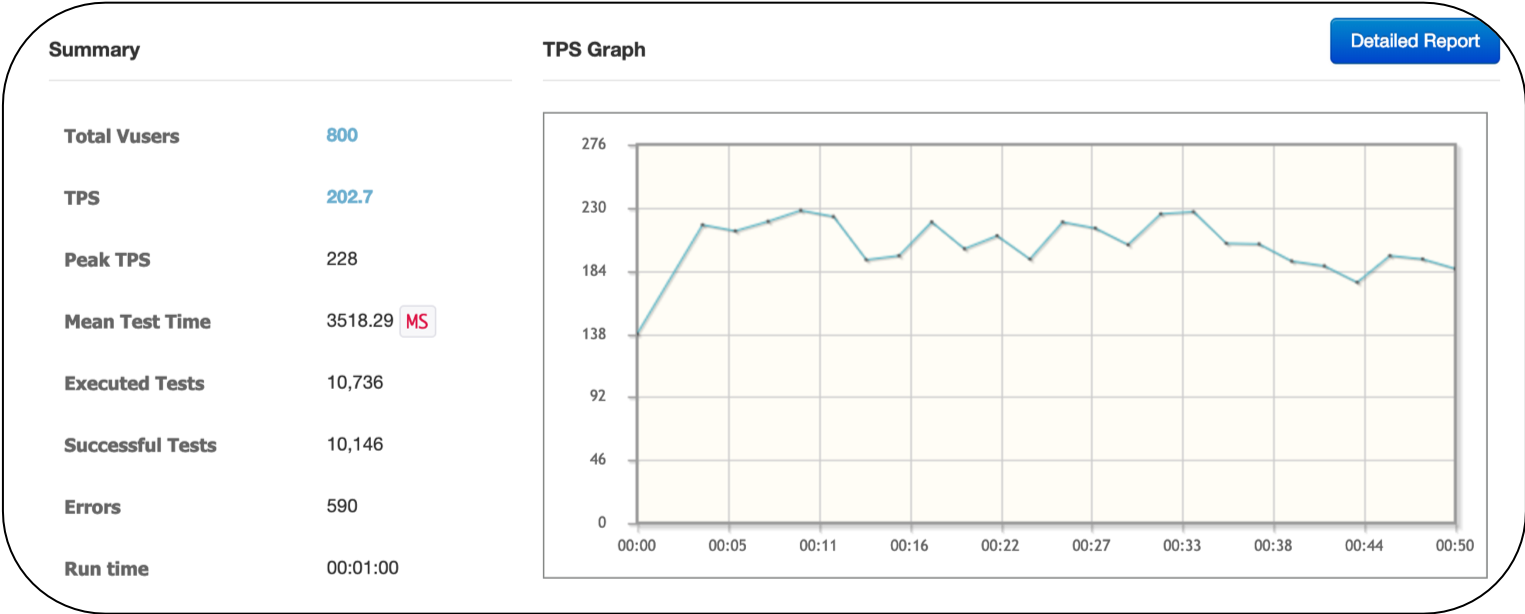 Summary
Total Vusers 800
TPS 202.7
Peak TPS 228
Mean Test Time 3518.29 MS
Executed Tests 10,736
Successful Tests 10,146
Errors 590
Run time 00:01:00
TPS Graph
Detailed Report
276
230
184
138
92
46
0
00:00 00:05 00:11 00:16 00:22 00:27 00:33 00:38 00:44 00:50